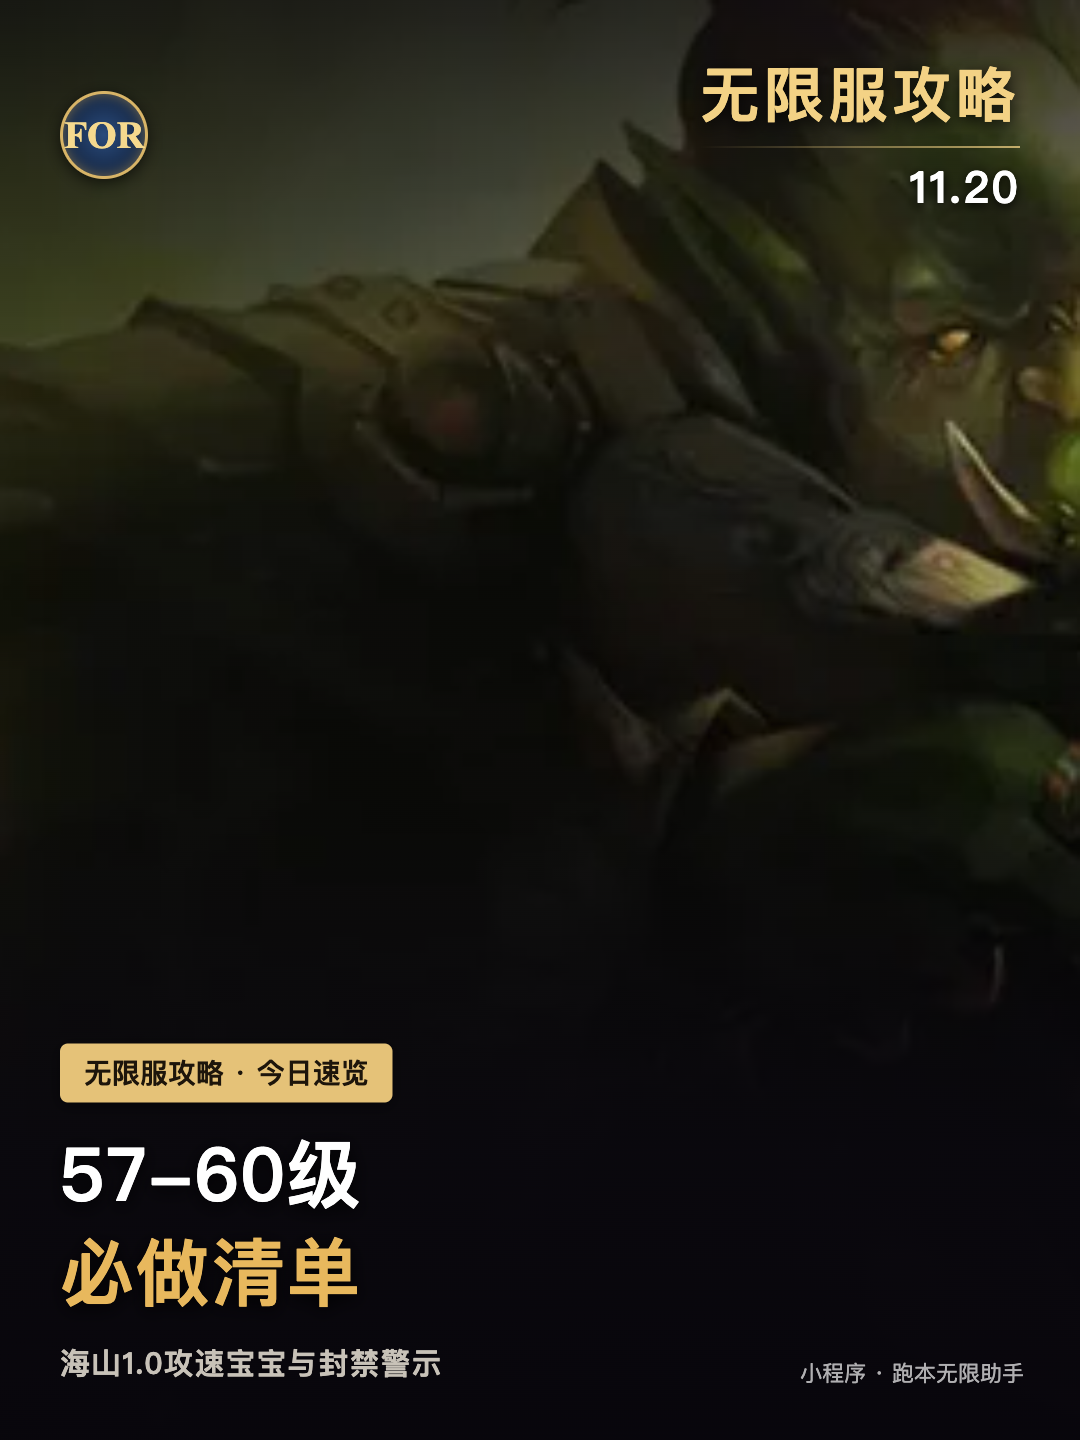 FOR
无限服攻略
11.20
无限服攻略 · 今日速览
57–60级
必做清单
海山1.0攻速宝宝与封禁警示
小程序 · 跑本无限助手